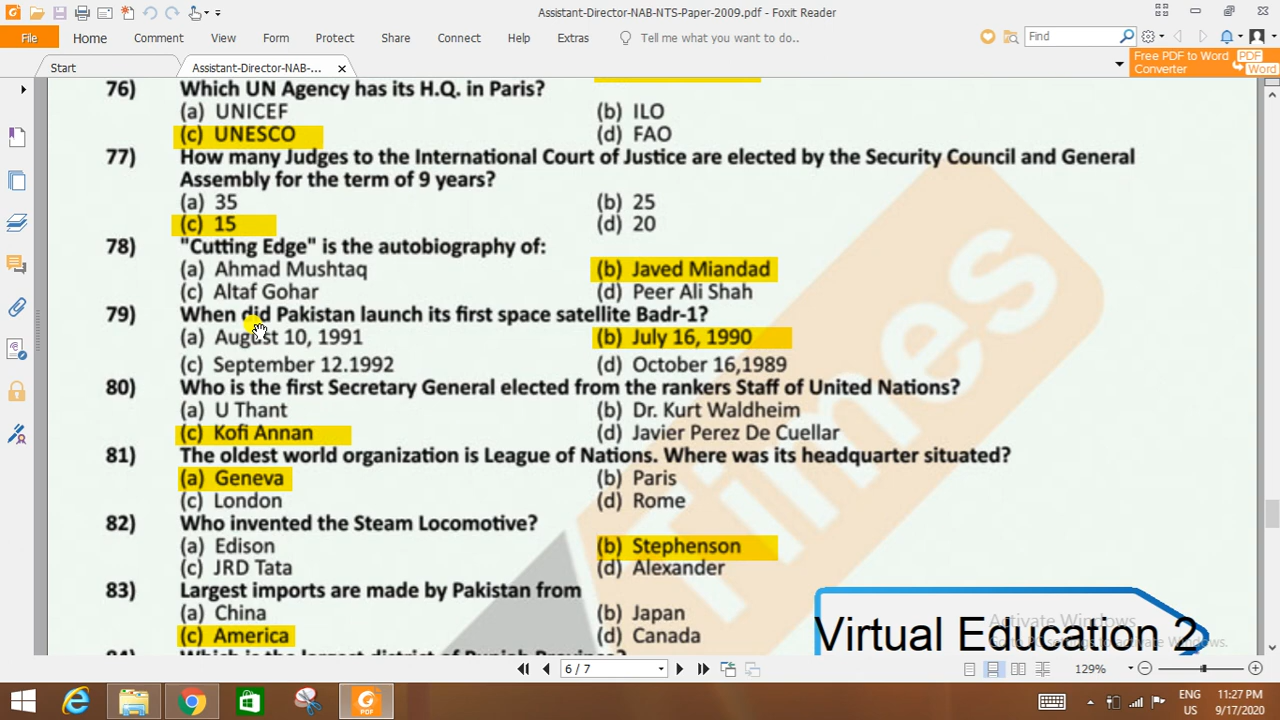 Assistant-Director-NAB-NTS-Paper-2009.pdf - Foxit Reader
File Home Comment View Form Protect Share Connect Help Extras Tell me what you want to do.. Find
Start Assistant-Director-NAB-... Free PDF to Word Converter PDF Word
76) Which UN Agency has its H.Q. in Paris?
(a) UNICEF (b) ILO
(c) UNESCO (d) FAO
77) How many Judges to the International Court of Justice are elected by the Security Council and General
Assembly for the term of 9 years?
(a) 35 (b) 25
(c) 15 (d) 20
78) "Cutting Edge" is the autobiography of:
(a) Ahmad Mushtaq (b) Javed Miandad
(c) Altaf Gohar (d) Peer Ali Shah
79) When did Pakistan launch its first space satellite Badr-1?
(a) August 10, 1991 (b) July 16, 1990
(c) September 12.1992 (d) October 16,1989
80) Who is the first Secretary General elected from the rankers Staff of United Nations?
(a) U Thant (b) Dr. Kurt Waldheim
(c) Kofi Annan (d) Javier Perez De Cuellar
81) The oldest world organization is League of Nations. Where was its headquarter situated?
(a) Geneva (b) Paris
(c) London (d) Rome
82) Who invented the Steam Locomotive?
(a) Edison (b) Stephenson
(c) JRD Tata (d) Alexander
83) Largest imports are made by Pakistan from
(a) China (b) Japan
(c) America (d) Canada
Times
Activate Windows
Virtual Education 2
6 / 7 129%
ENG 11:27 PM
US 9/17/2020